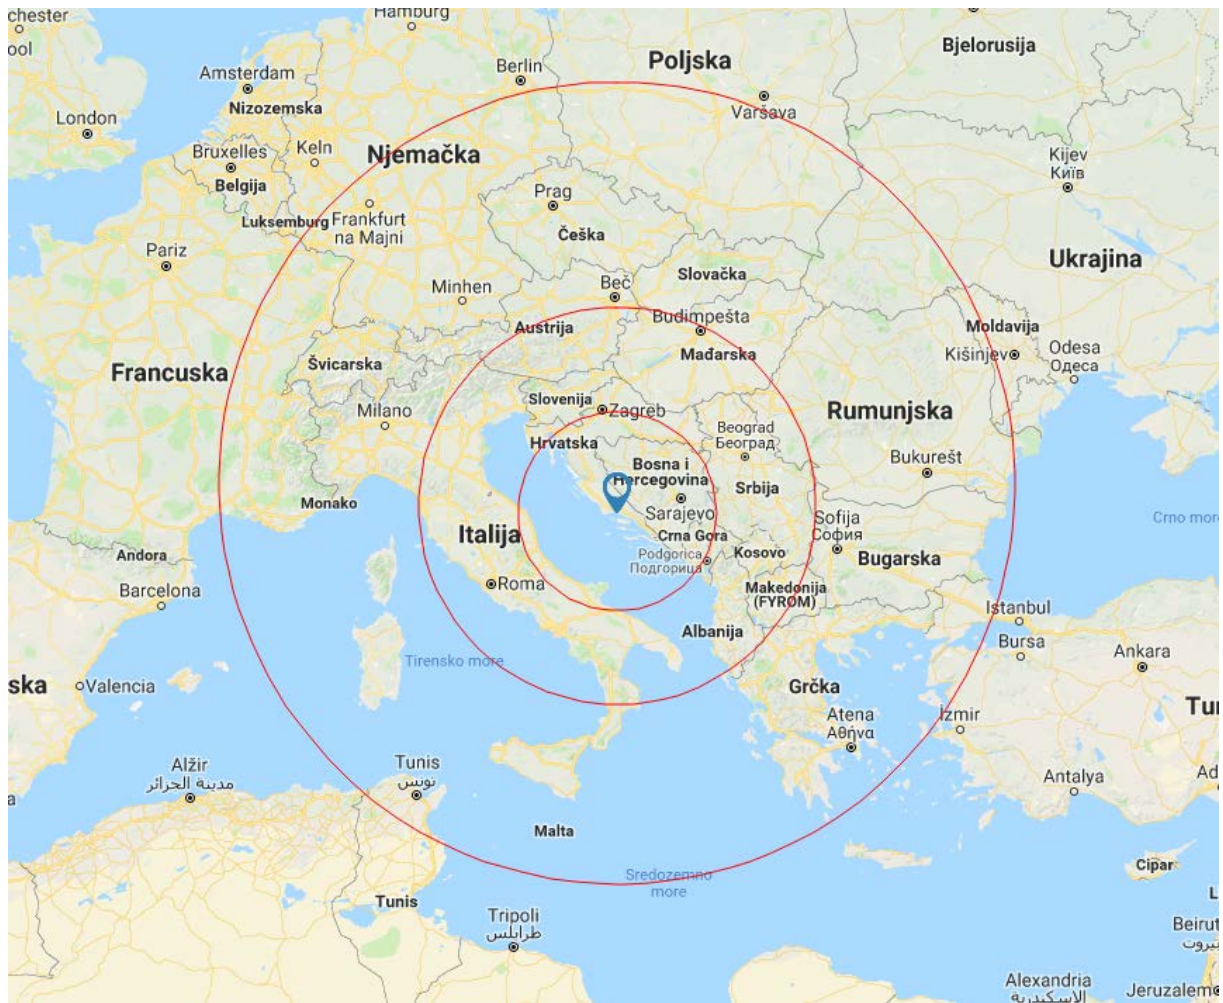 chester
ool
Hamburg
Bjelorusija
Poljska
Berlin
Amsterdam
Nizozemska
Varšava
London
Bruxelles
Keln
Njemačka
Belgija
Kijev
Київ
Prag
Luksemburg
Frankfurt
na Majni
Češka
Pariz
Ukrajina
Slovačka
Beč
Minhen
Budimpešta
Austrija
Moldavija
Mađarska
Kišinjev
Odesa
Одеса
Švicarska
Francuska
Slovenija
Milano
Zagreb
Rumunjska
Beograd
Београд
Hrvatska
Bosna i
Hercegovina
Bukurešt
Srbija
Monako
Sarajevo
Sofija
София
Crno more
Italija
Crna Gora
Andora
Podgorica
Подгорица
Kosovo
Bugarska
Roma
Barcelona
Makedonija
(FYROM)
Istanbul
Albanija
Bursa
Ankara
Tirensko more
ska
Valencia
Grčka
Tur
Atena
Αθήνα
İzmir
Alžir
مدينة الجزائر
Tunis
تونس
Antalya
Ad
a
Malta
Cipar
Sredozemno
more
Tunis
L
Tripoli
طرابلس
Beirut
بيروت
Alexandria
الإسكندرية
Jeruzalem